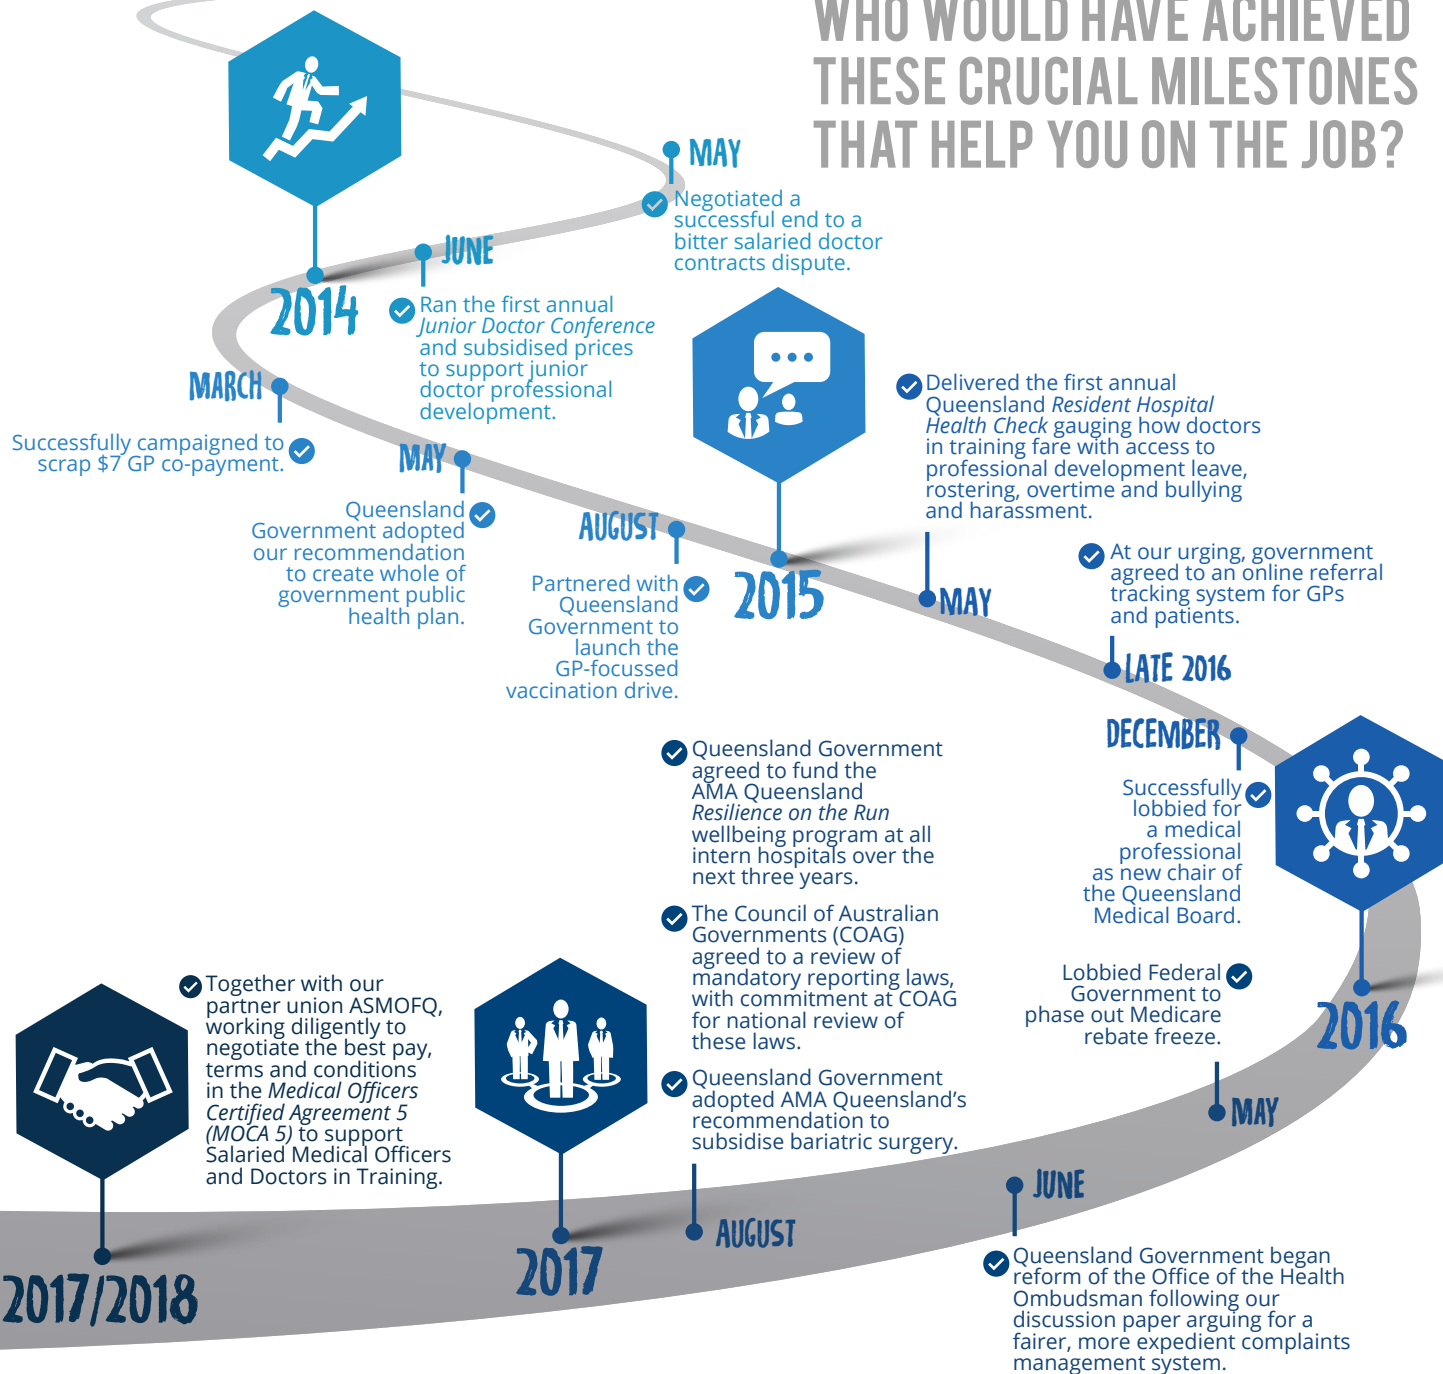 WHO WOULD HAVE ACHIEVED
THESE CRUCIAL MILESTONES
THAT HELP YOU ON THE JOB?
MAY
Negotiated a
successful end to a
bitter salaried doctor
contracts dispute.
JUNE
Ran the first annual
Junior Doctor Conference
and subsidised prices
to support junior
doctor professional
development.
2014
MARCH
Successfully campaigned to
scrap $7 GP co-payment.
MAY
Queensland
Government adopted
our recommendation
to create whole of
government public
health plan.
AUGUST
Partnered with
Queensland
Government to
launch the
GP-focussed
vaccination drive.
2015
Delivered the first annual
Queensland Resident Hospital
Health Check gauging how doctors
in training fare with access to
professional development leave,
rostering, overtime and bullying
and harassment.
MAY
At our urging, government
agreed to an online referral
tracking system for GPs
and patients.
LATE 2016
DECEMBER
Successfully
lobbied for
a medical
professional
as new chair of
the Queensland
Medical Board.
2016
Lobbied Federal
Government to
phase out Medicare
rebate freeze.
MAY
JUNE
Queensland Government began
reform of the Office of the Health
Ombudsman following our
discussion paper arguing for a
fairer, more expedient complaints
management system.
Queensland Government
agreed to fund the
AMA Queensland
Resilience on the Run
wellbeing program at all
intern hospitals over the
next three years.
The Council of Australian
Governments (COAG)
agreed to a review of
mandatory reporting laws,
with commitment at COAG
for national review of
these laws.
Queensland Government
adopted AMA Queensland's
recommendation to
subsidise bariatric surgery.
AUGUST
2017
Together with our
partner union ASMOFQ,
working diligently to
negotiate the best pay,
terms and conditions
in the Medical Officers
Certified Agreement 5
(MOCA 5) to support
Salaried Medical Officers
and Doctors in Training.
2017/2018